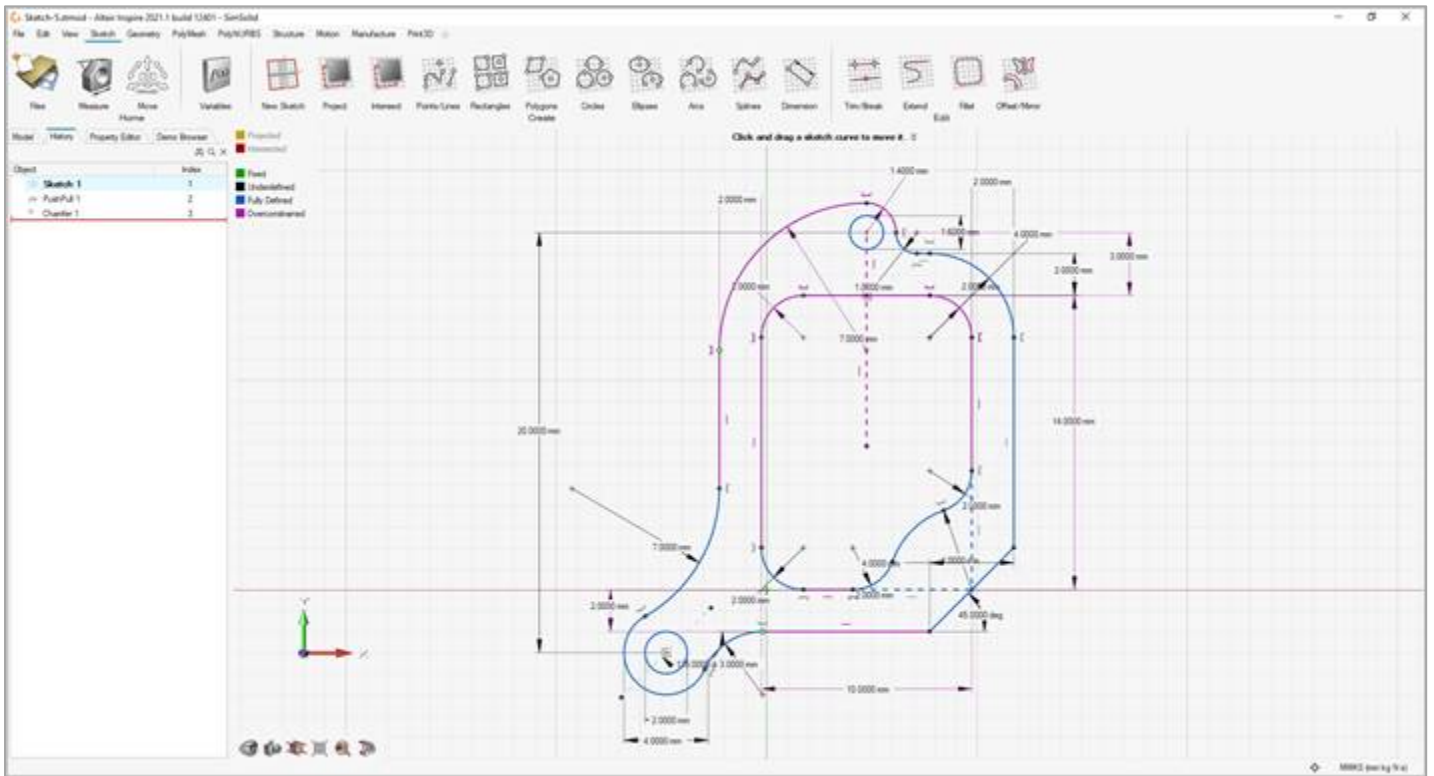 Sketch-5.stmod - Altair Inspire 2021.1 build 12401 - SimSolid
File Edit View Sketch Geometry PolyMesh PolyNURBS Structure Motion Manufacture Print3D
Files Measure Move Variables New Sketch Project Intersect Points/Lines Rectangles Polygons Circles Ellipses Arcs Splines Dimension Trim/Break Extend Fillet Offset/Mirror
Home Create Edit
Model History Property Editor Demo Browser
Object Index
Sketch 1 1
PushPull 1 2
Chamfer 1 3
Projected
Intersected
Fixed
Underdefined
Fully Defined
Overconstrained
Click and drag a sketch curve to move it.
1.4000 mm
2.0000 mm
2.0000 mm
1.6000 mm
4.0000 mm
3.0000 mm
2.0000 mm
2.0000 mm
1.0000 mm
7.0000 mm
14.0000 mm
20.0000 mm
2.0000 mm
7.0000 mm
4.0000 mm
2.0000 mm
2.0000 mm
2.0000 mm
45.0000 deg
3.0000 mm
10.0000 mm
2.0000 mm
4.0000 mm
Y
X
MMKS (mm kg N s)